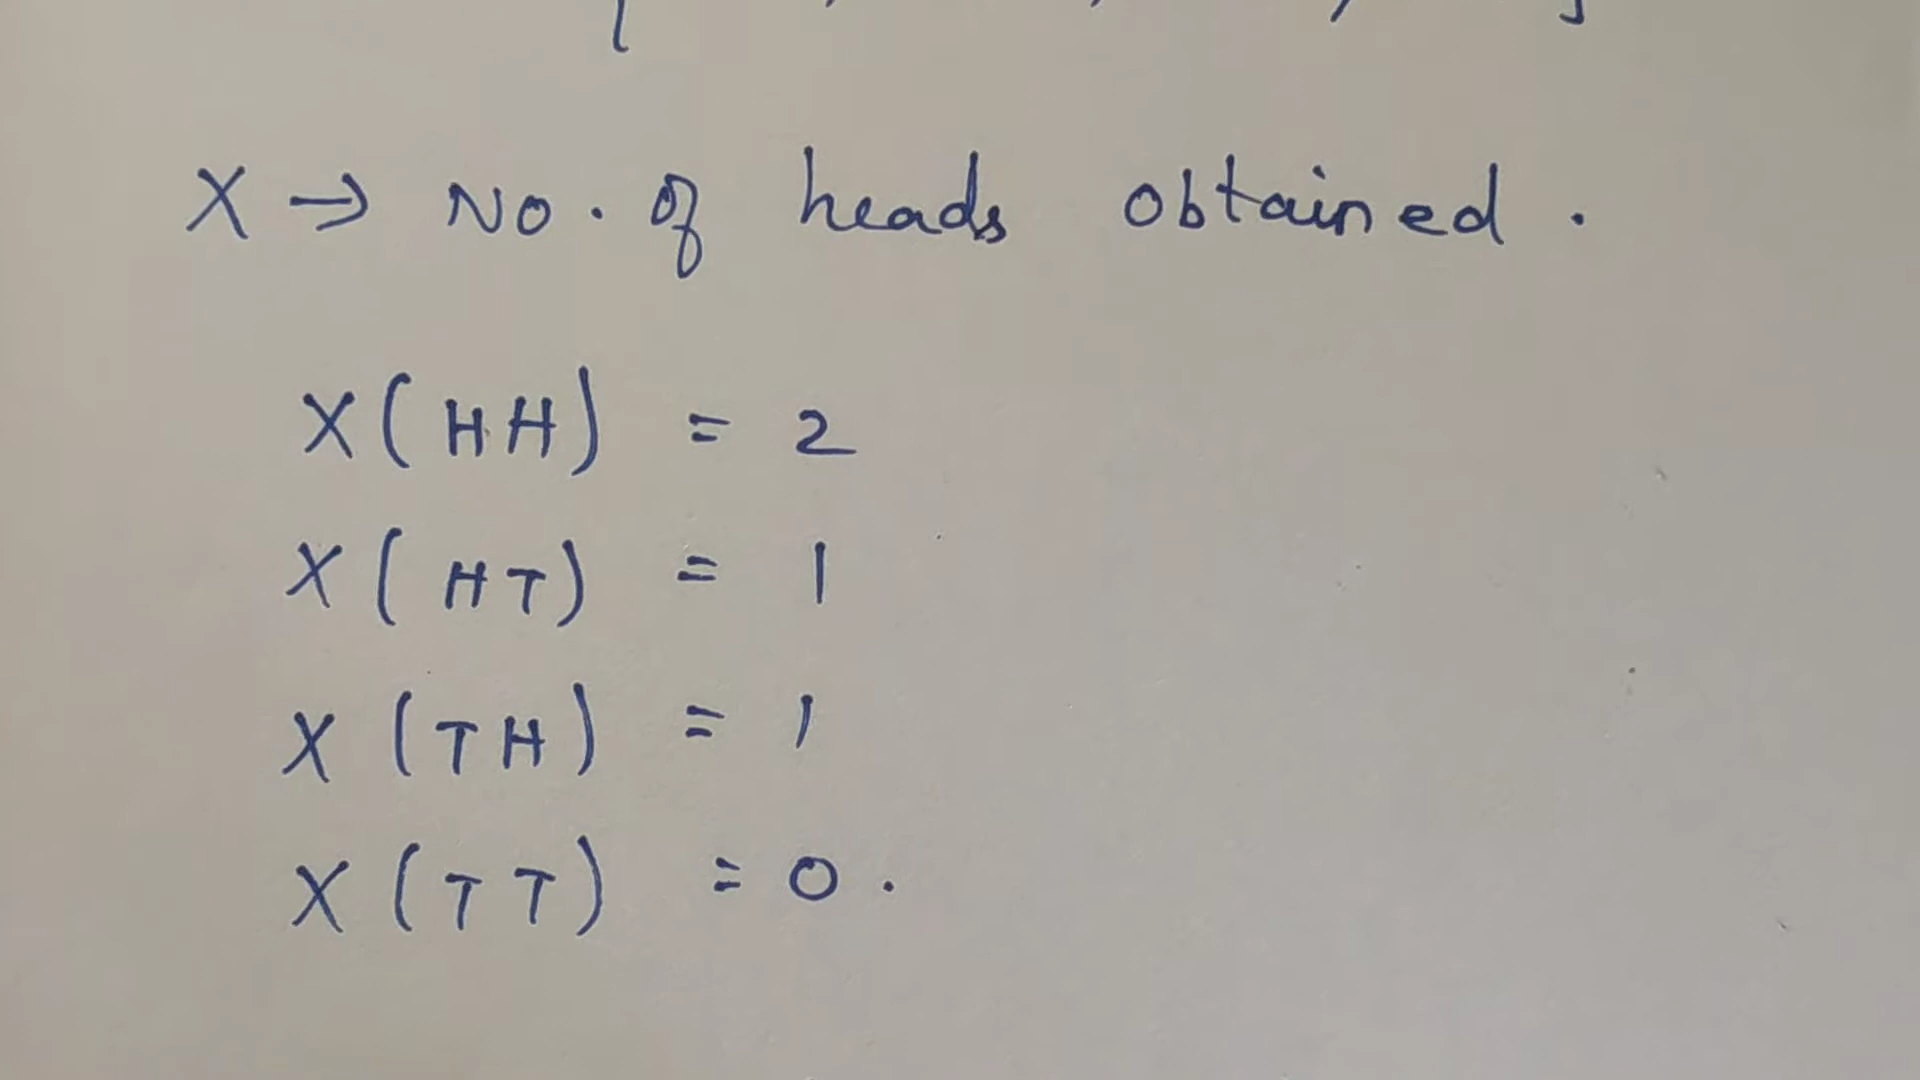 X → No. of heads obtained.
X(HH) = 2
X(HT) = 1
X(TH) = 1
X(TT) = 0.